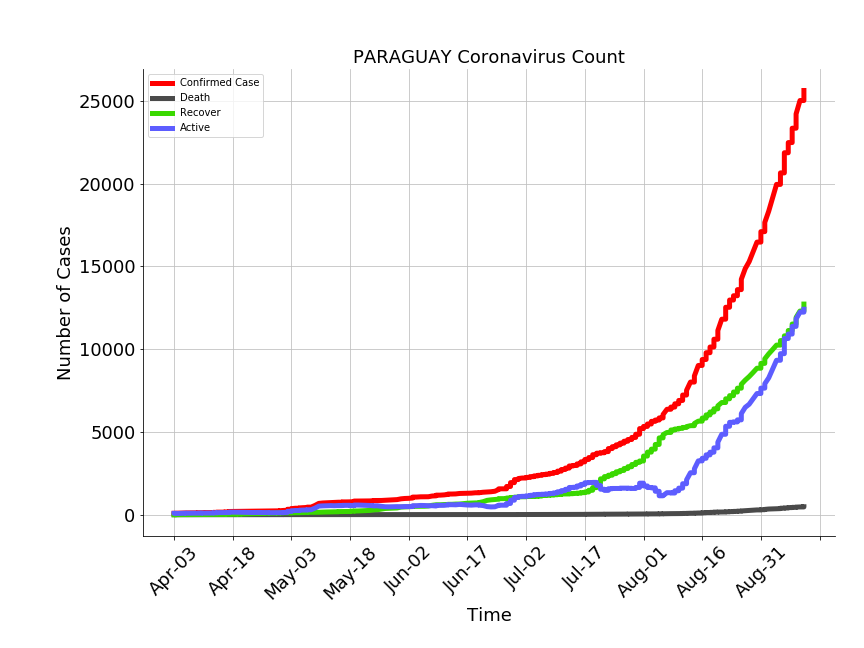 PARAGUAY Coronavirus Count
Confirmed Case
Death
Recover
Active
25000
20000
15000
10000
5000
0
Number of Cases
Apr-03
Apr-18
May-03
May-18
Jun-02
Jun-17
Jul-02
Jul-17
Aug-01
Aug-16
Aug-31
Time